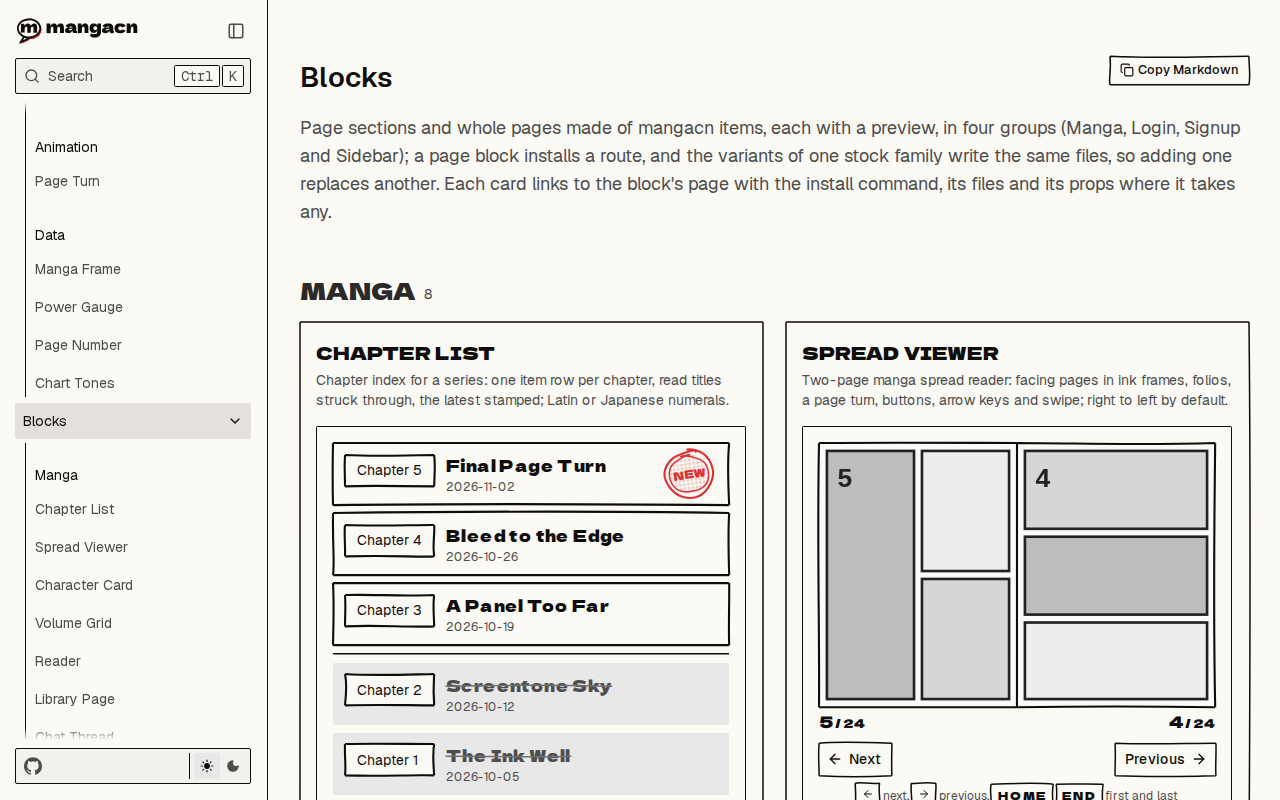 mangacn
Search
Ctrl K
Animation
Page Turn
Data
Manga Frame
Power Gauge
Page Number
Chart Tones
Blocks
Manga
Chapter List
Spread Viewer
Character Card
Volume Grid
Reader
Library Page
Chat Thread
Blocks
Copy Markdown
Page sections and whole pages made of mangacn items, each with a preview, in four groups (Manga, Login, Signup
and Sidebar); a page block installs a route, and the variants of one stock family write the same files, so adding one
replaces another. Each card links to the block's page with the install command, its files and its props where it takes
any.
MANGA 8
CHAPTER LIST
Chapter index for a series: one item row per chapter, read titles
struck through, the latest stamped; Latin or Japanese numerals.
Chapter 5
Final Page Turn
2026-11-02
NEW
Chapter 4
Bleed to the Edge
2026-10-26
Chapter 3
A Panel Too Far
2026-10-19
Chapter 2
Screentone Sky
2026-10-12
Chapter 1
The Ink Well
2026-10-05
SPREAD VIEWER
Two-page manga spread reader: facing pages in ink frames, folios,
a page turn, buttons, arrow keys and swipe; right to left by default.
5
4
5/24
4/24
← Next
Previous →
← next, → previous, HOME END first and last